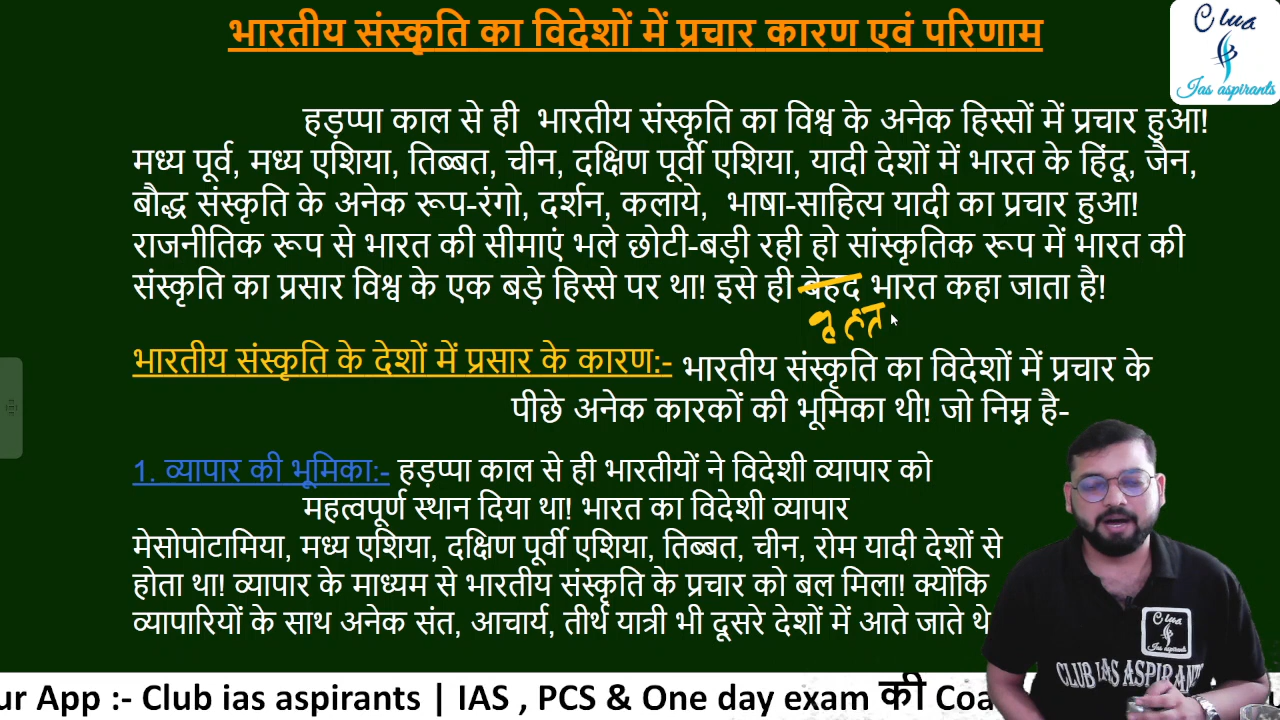 भारतीय संस्कृति का विदेशों में प्रचार कारण एवं परिणाम
Clua
Ias aspirants
हड़प्पा काल से ही भारतीय संस्कृति का विश्व के अनेक हिस्सों में प्रचार हुआ!
मध्य पूर्व, मध्य एशिया, तिब्बत, चीन, दक्षिण पूर्वी एशिया, यादी देशों में भारत के हिंदू, जैन,
बौद्ध संस्कृति के अनेक रूप-रंगो, दर्शन, कलाये, भाषा-साहित्य यादी का प्रचार हुआ!
राजनीतिक रूप से भारत की सीमाएं भले छोटी-बड़ी रही हो सांस्कृतिक रूप में भारत की
संस्कृति का प्रसार विश्व के एक बड़े हिस्से पर था! इसे ही बेहद भारत कहा जाता है!
वृहत
भारतीय संस्कृति के देशों में प्रसार के कारण:- भारतीय संस्कृति का विदेशों में प्रचार के
पीछे अनेक कारकों की भूमिका थी! जो निम्न है-
1. व्यापार की भूमिका:- हड़प्पा काल से ही भारतीयों ने विदेशी व्यापार को
महत्वपूर्ण स्थान दिया था! भारत का विदेशी व्यापार
मेसोपोटामिया, मध्य एशिया, दक्षिण पूर्वी एशिया, तिब्बत, चीन, रोम यादी देशों से
होता था! व्यापार के माध्यम से भारतीय संस्कृति के प्रचार को बल मिला! क्योंकि
व्यापारियों के साथ अनेक संत, आचार्य, तीर्थ यात्री भी दूसरे देशों में आते जाते थे
Clua
Ias aspirants
CLUB IAS ASPIRANTS
ur App :- Club ias aspirants | IAS , PCS & One day exam की Coa